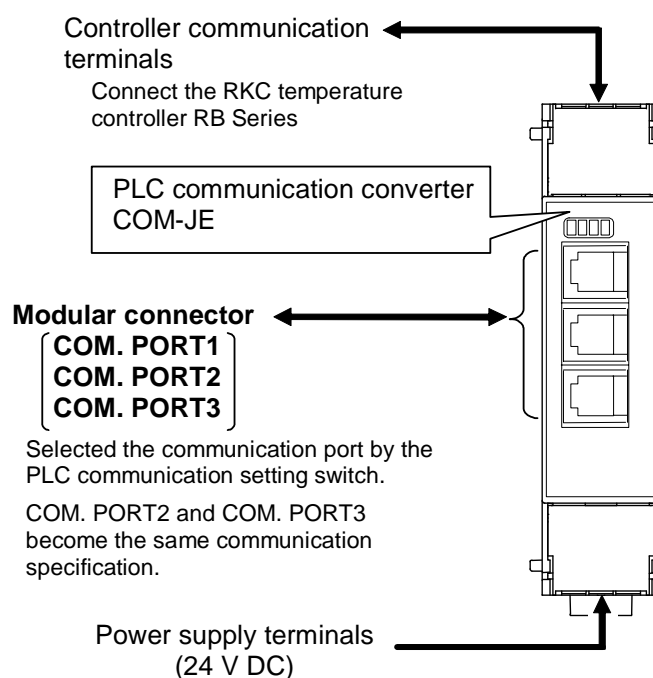 Controller communication
terminals
Connect the RKC temperature
controller RB Series
PLC communication converter
COM-JE
Modular connector
COM. PORT1
COM. PORT2
COM. PORT3
Selected the communication port by the
PLC communication setting switch.
COM. PORT2 and COM. PORT3
become the same communication
specification.
Power supply terminals
(24 V DC)